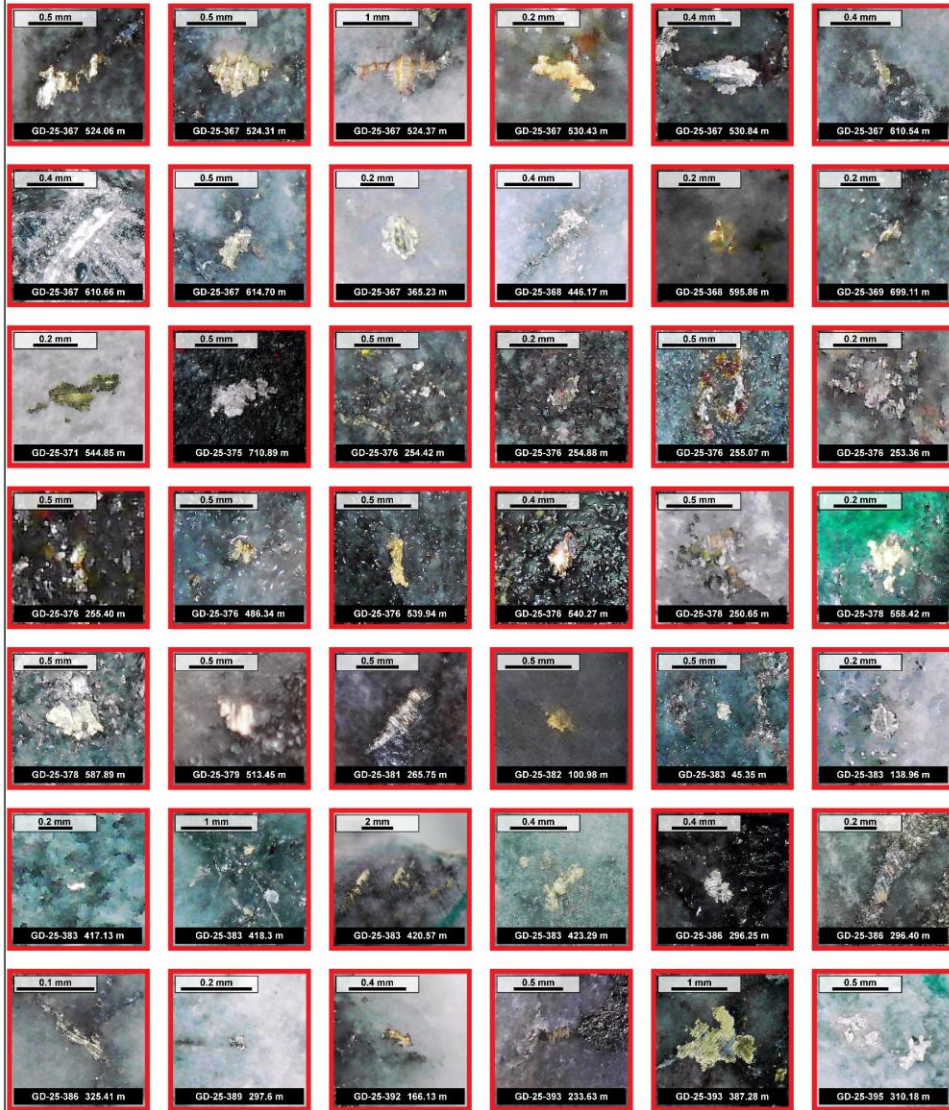 0.5 mm
0.5 mm
1 mm
0.2 mm
0.4 mm
0.4 mm
GD-25-367 524.06 m
GD-25-367 524.31 m
GD-25-367 524.37 m
GD-25-367 530.43 m
GD-25-367 530.84 m
GD-25-367 610.54 m
0.4 mm
0.5 mm
0.2 mm
0.4 mm
0.2 mm
0.2 mm
GD-25-367 610.66 m
GD-25-367 614.70 m
GD-25-367 365.23 m
GD-25-368 446.17 m
GD-25-368 595.86 m
GD-25-369 699.11 m
0.2 mm
0.5 mm
0.5 mm
0.2 mm
0.5 mm
0.2 mm
GD-25-371 544.85 m
GD-25-375 710.89 m
GD-25-376 254.42 m
GD-25-376 254.88 m
GD-25-376 255.07 m
GD-25-376 253.36 m
0.5 mm
0.5 mm
0.5 mm
0.4 mm
0.5 mm
0.2 mm
GD-25-376 255.40 m
GD-25-376 486.34 m
GD-25-376 539.94 m
GD-25-376 540.27 m
GD-25-378 250.65 m
GD-25-378 558.42 m
0.5 mm
0.5 mm
0.5 mm
0.5 mm
0.5 mm
0.2 mm
GD-25-378 587.89 m
GD-25-379 513.45 m
GD-25-381 265.75 m
GD-25-382 100.98 m
GD-25-383 45.35 m
GD-25-383 138.96 m
0.2 mm
1 mm
2 mm
0.4 mm
0.4 mm
0.2 mm
GD-25-383 417.13 m
GD-25-383 418.3 m
GD-25-383 420.57 m
GD-25-383 423.29 m
GD-25-386 296.25 m
GD-25-386 296.40 m
0.1 mm
0.2 mm
0.4 mm
0.5 mm
1 mm
0.5 mm
GD-25-386 325.41 m
GD-25-389 297.6 m
GD-25-392 166.13 m
GD-25-393 233.63 m
GD-25-393 387.28 m
GD-25-395 310.18 m